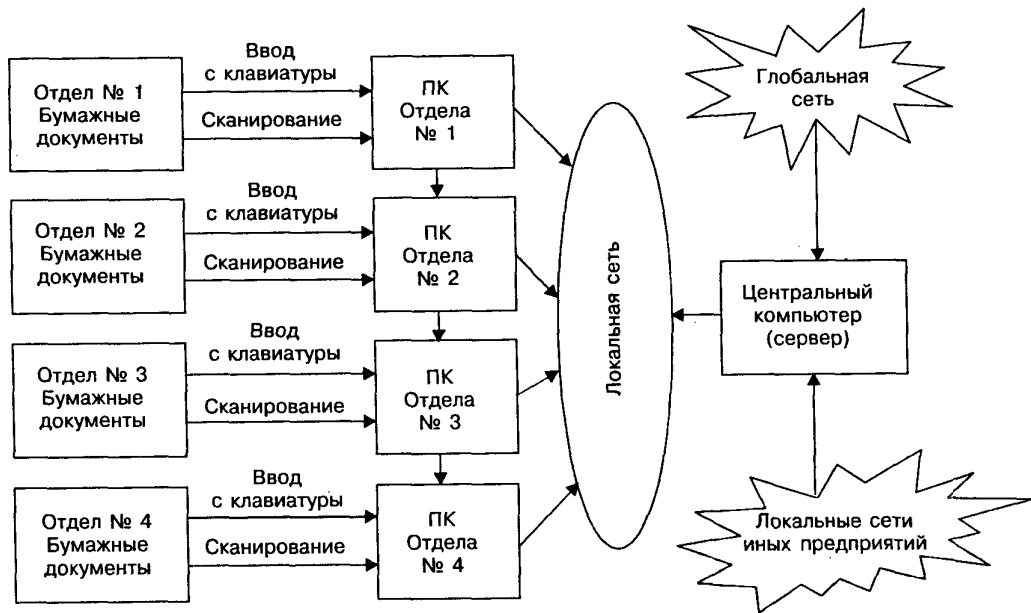 Отдел № 1
Бумажные
документы
Ввод
с клавиатуры
Сканирование
ПК
Отдела
№ 1
Отдел № 2
Бумажные
документы
Ввод
с клавиатуры
Сканирование
ПК
Отдела
№ 2
Отдел № 3
Бумажные
документы
Ввод
с клавиатуры
Сканирование
ПК
Отдела
№ 3
Отдел № 4
Бумажные
документы
Ввод
с клавиатуры
Сканирование
ПК
Отдела
№ 4
Локальная сеть
Глобальная
сеть
Центральный
компьютер
(сервер)
Локальные сети
иных предприятий